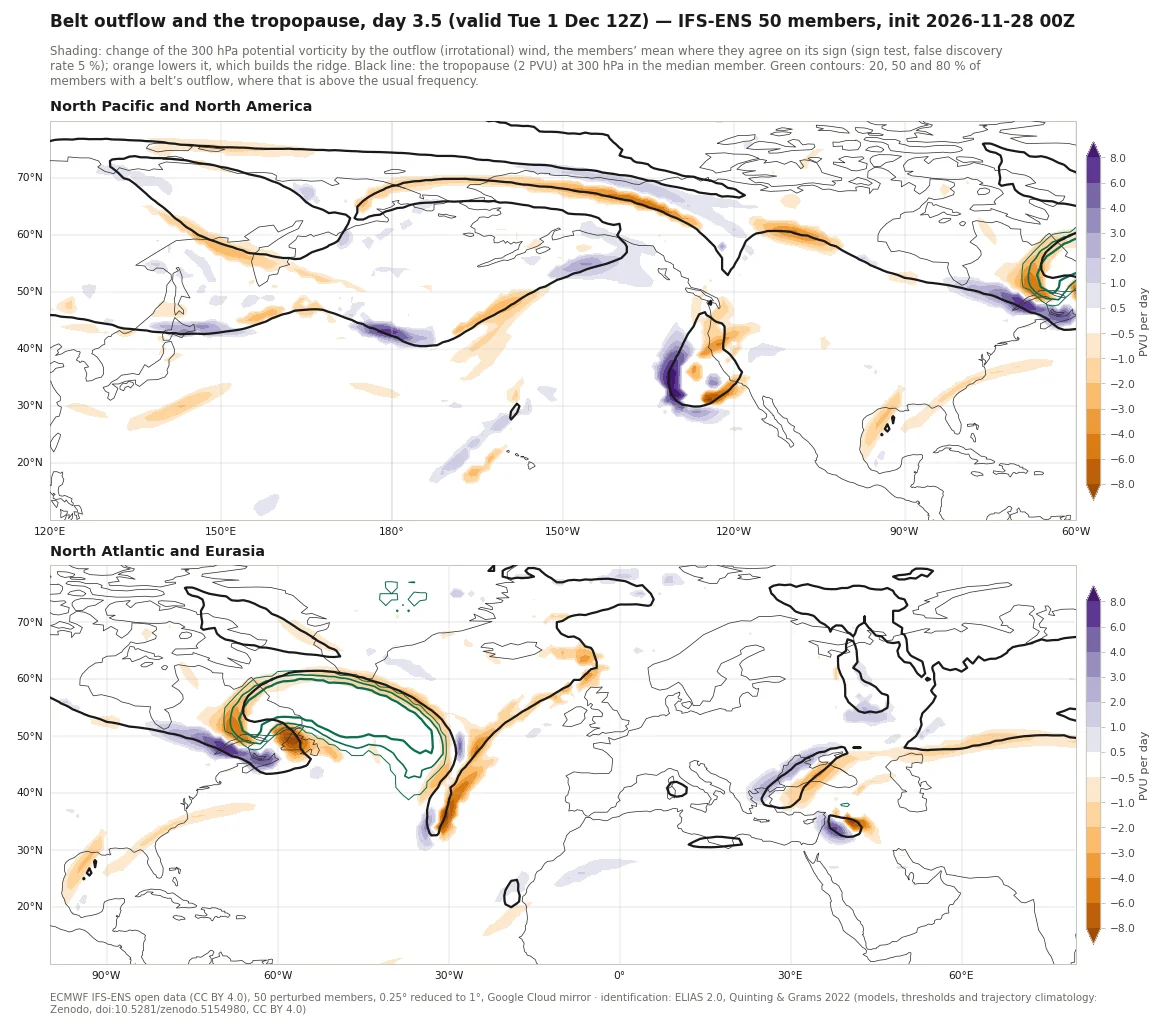 Belt outflow and the tropopause, day 3.5 (valid Tue 1 Dec 12Z) — IFS-ENS 50 members, init 2026-11-28 00Z
Shading: change of the 300 hPa potential vorticity by the outflow (irrotational) wind, the members’ mean where they agree on its sign (sign test, false discovery
rate 5 %); orange lowers it, which builds the ridge. Black line: the tropopause (2 PVU) at 300 hPa in the median member. Green contours: 20, 50 and 80 % of
members with a belt’s outflow, where that is above the usual frequency.
North Pacific and North America
70°N
60°N
50°N
40°N
30°N
20°N
120°E 150°E 180° 150°W 120°W 90°W 60°W
8.0
6.0
4.0
3.0
2.0
1.0
0.5
−0.5
−1.0
−2.0
−3.0
−4.0
−6.0
−8.0
PVU per day
North Atlantic and Eurasia
70°N
60°N
50°N
40°N
30°N
20°N
90°W 60°W 30°W 0° 30°E 60°E
8.0
6.0
4.0
3.0
2.0
1.0
0.5
−0.5
−1.0
−2.0
−3.0
−4.0
−6.0
−8.0
PVU per day
ECMWF IFS-ENS open data (CC BY 4.0), 50 perturbed members, 0.25° reduced to 1°, Google Cloud mirror · identification: ELIAS 2.0, Quinting & Grams 2022 (models, thresholds and trajectory climatology:
Zenodo, doi:10.5281/zenodo.5154980, CC BY 4.0)